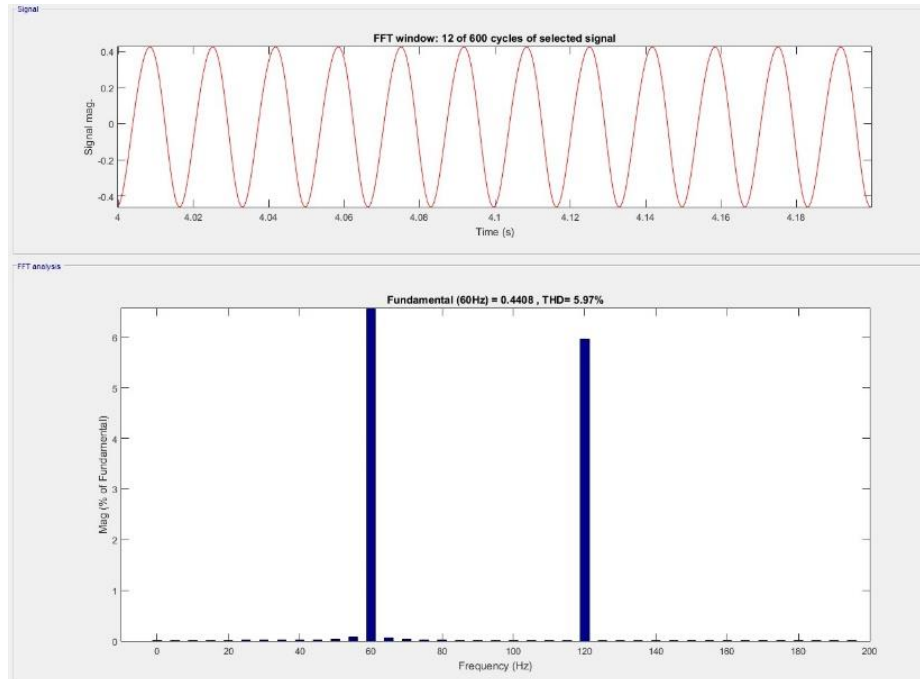 Signal
FFT window: 12 of 600 cycles of selected signal
0.4
0.2
0
-0.2
-0.4
Signal mag.
4 4.02 4.04 4.06 4.08 4.1 4.12 4.14 4.16 4.18
Time (s)
FFT analysis
Fundamental (60Hz) = 0.4408 , THD= 5.97%
6
5
4
3
2
1
0
Mag (% of Fundamental)
0 20 40 60 80 100 120 140 160 180 200
Frequency (Hz)